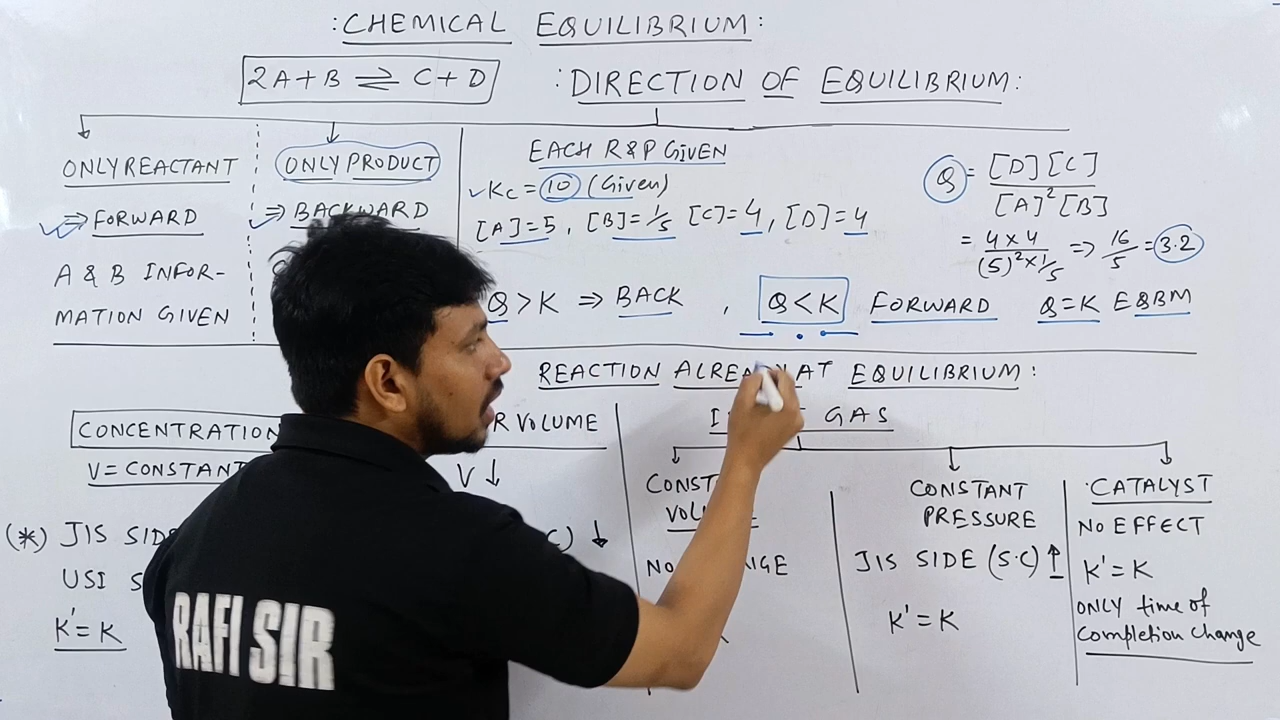 : CHEMICAL EQUILIBRIUM :
2A + B ⇌ C + D
: DIRECTION OF EQUILIBRIUM :
ONLY REACTANT
⇒ FORWARD
A & B INFOR-
MATION GIVEN
ONLY PRODUCT
⇒ BACKWARD
EACH R & P GIVEN
Kc = 10 (Given)
[A]=5, [B]=1/5 [C]=4, [D]=4
Q = [D][C] / [A]²[B]
= 4 × 4 / (5)² × 1/5 ⇒ 16/5 = 3.2
Q > K ⇒ BACK , Q < K FORWARD Q = K EQBM
REACTION ALREADY AT EQUILIBRIUM :
CONCENTRATION
V = CONSTANT
(*) JIS SIDE
USI
K' = K
VOLUME
V ↓
↓
GAS
NO
CONSTANT
PRESSURE
JIS SIDE (S.C) ↑
K' = K
CATALYST
NO EFFECT
K' = K
ONLY time of
Completion Change
RAFI SIR